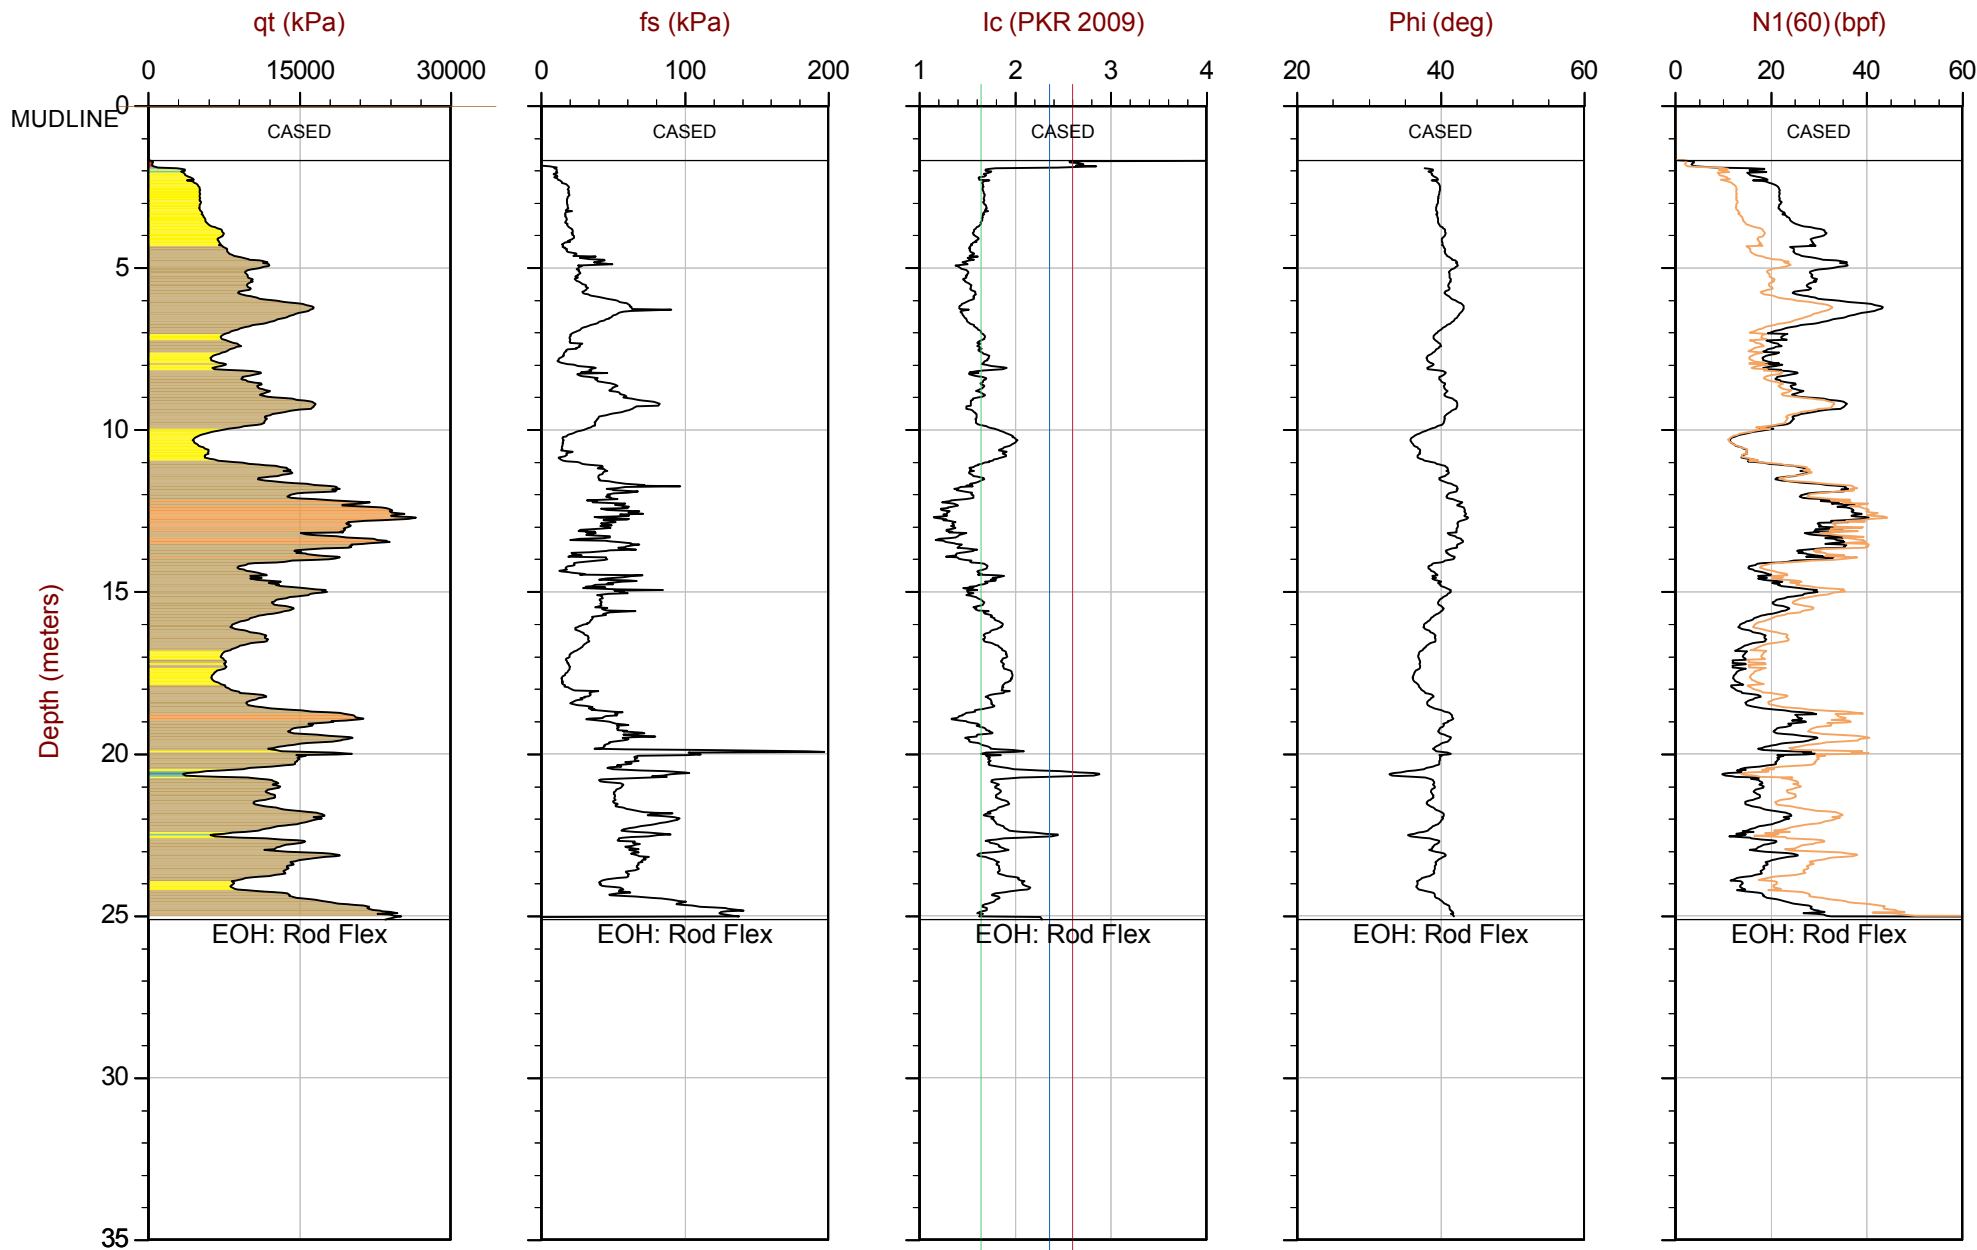 qt (kPa) fs (kPa) Ic (PKR 2009) Phi (deg) N1(60) (bpf)
0 15000 30000 0 100 200 1 2 3 4 20 40 60 0 20 40 60
0
MUDLINE
CASED CASED CASED CASED CASED
5
10
15
Depth (meters)
20
25
EOH: Rod Flex EOH: Rod Flex EOH: Rod Flex EOH: Rod Flex EOH: Rod Flex
30
35